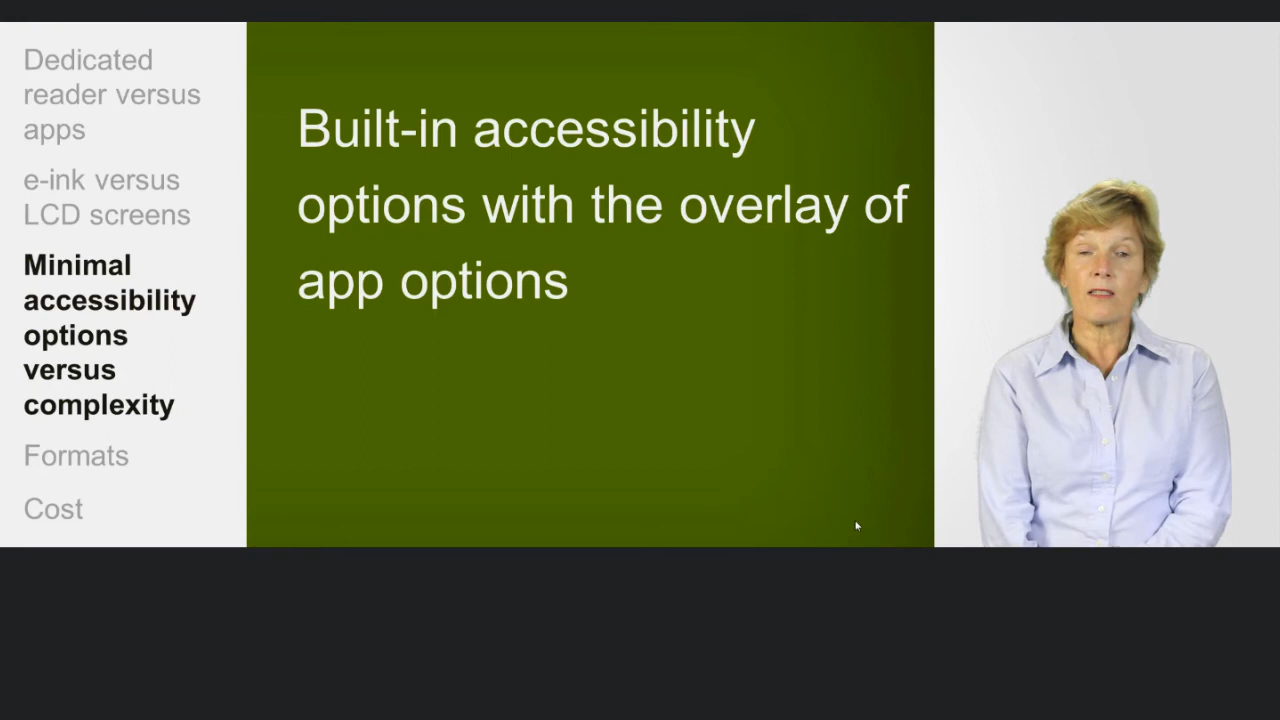 Dedicated
reader versus
apps
e-ink versus
LCD screens
Minimal
accessibility
options
versus
complexity
Formats
Cost
Built-in accessibility
options with the overlay of
app options